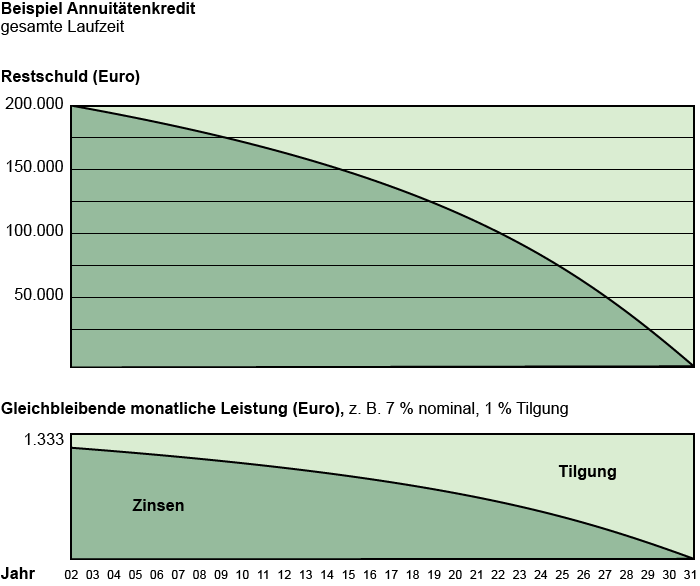 Beispiel Annuitätenkredit
gesamte Laufzeit
Restschuld (Euro)
200.000
150.000
100.000
50.000
Gleichbleibende monatliche Leistung (Euro), z. B. 7 % nominal, 1 % Tilgung
1.333
Tilgung
Zinsen
Jahr 02 03 04 05 06 07 08 09 10 11 12 13 14 15 16 17 18 19 20 21 22 23 24 25 26 27 28 29 30 31